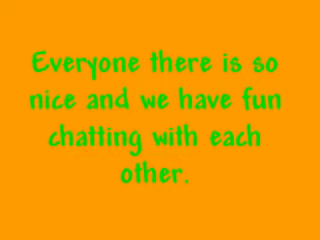 Everyone there is so
nice and we have fun
chatting with each
other.